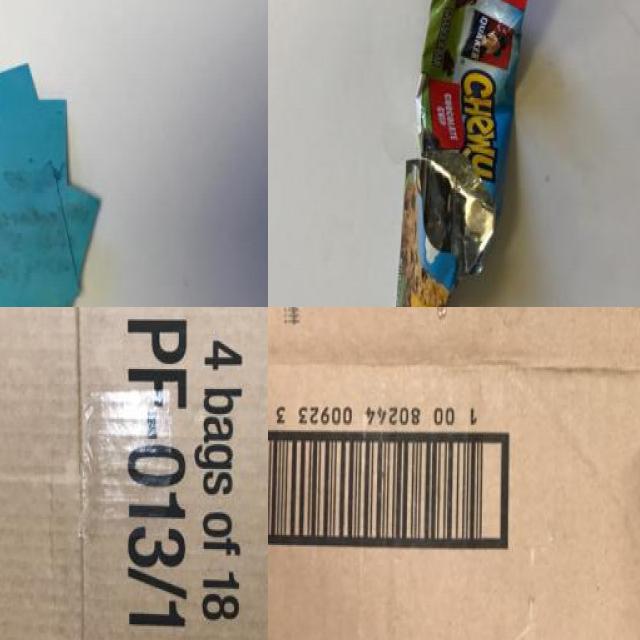 QUAKER
CHEWY
CHOCOLATE
CHIP
4 bags of 18
PF-013/1
1 00 80244 00923 3